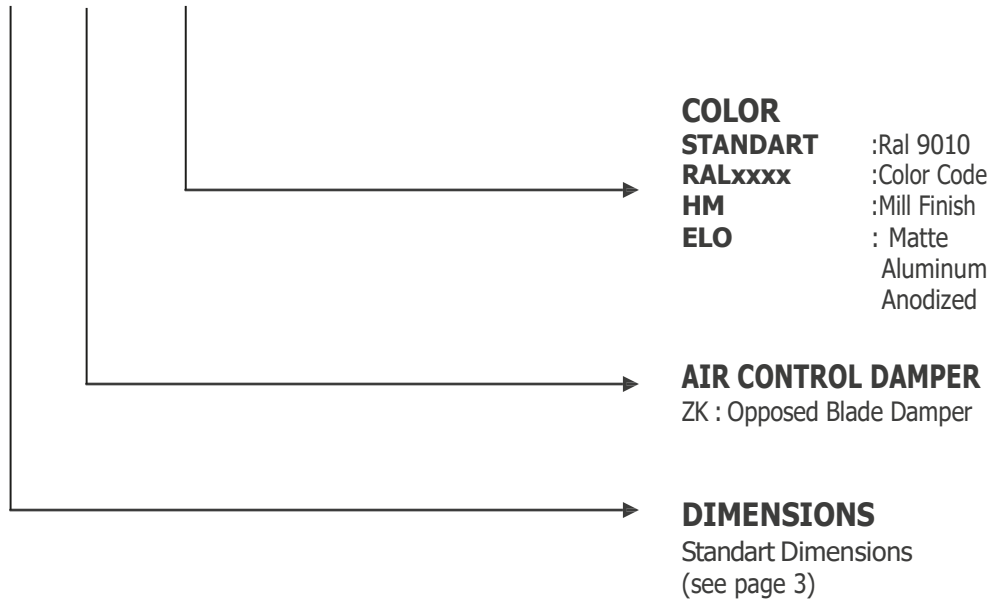 COLOR
STANDART :Ral 9010
RALxxxx :Color Code
HM :Mill Finish
ELO : Matte
Aluminum
Anodized
AIR CONTROL DAMPER
ZK : Opposed Blade Damper
DIMENSIONS
Standart Dimensions
(see page 3)